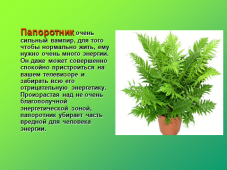 Папоротник очень
сильный вампир, для того
чтобы нормально жить, ему
нужно очень много энергии.
Он даже может совершенно
спокойно пристроиться на
вашем телевизоре и
забирать всю его
отрицательную энергетику.
Произрастая над не очень
благополучной
энергетической зоной,
папоротник убирает часть
вредной для человека
энергии.